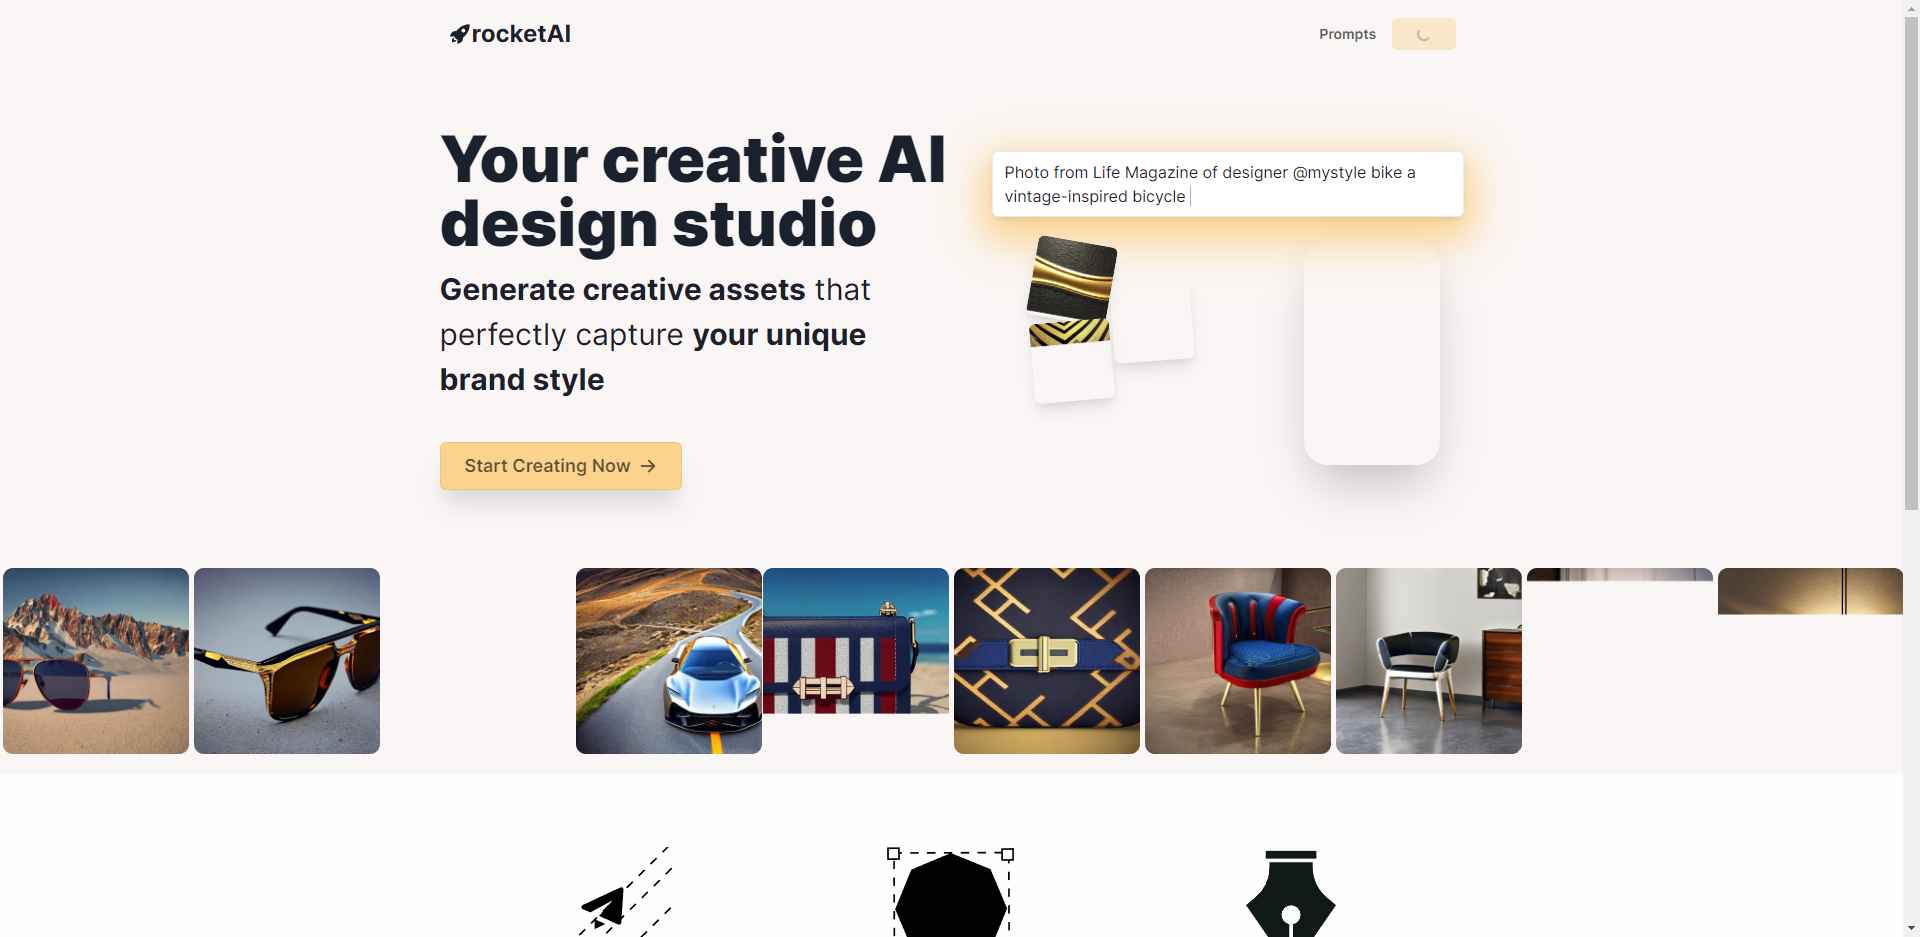 rocketAI
Prompts
Your creative AI
design studio
Generate creative assets that
perfectly capture your unique
brand style
Start Creating Now →
Photo from Life Magazine of designer @mystyle bike a
vintage-inspired bicycle